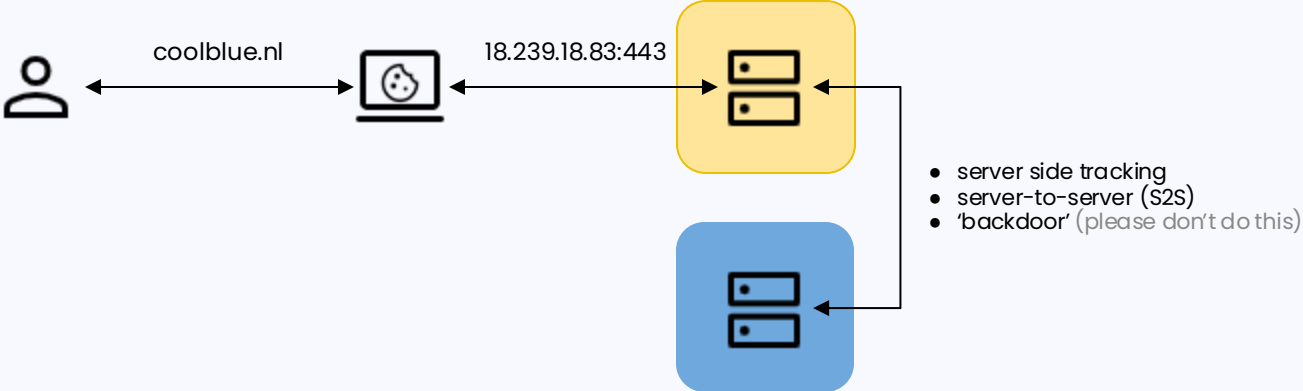 coolblue.nl
18.239.18.83:443
● server side tracking
● server-to-server (S2S)
● ‘backdoor’ (please don’t do this)